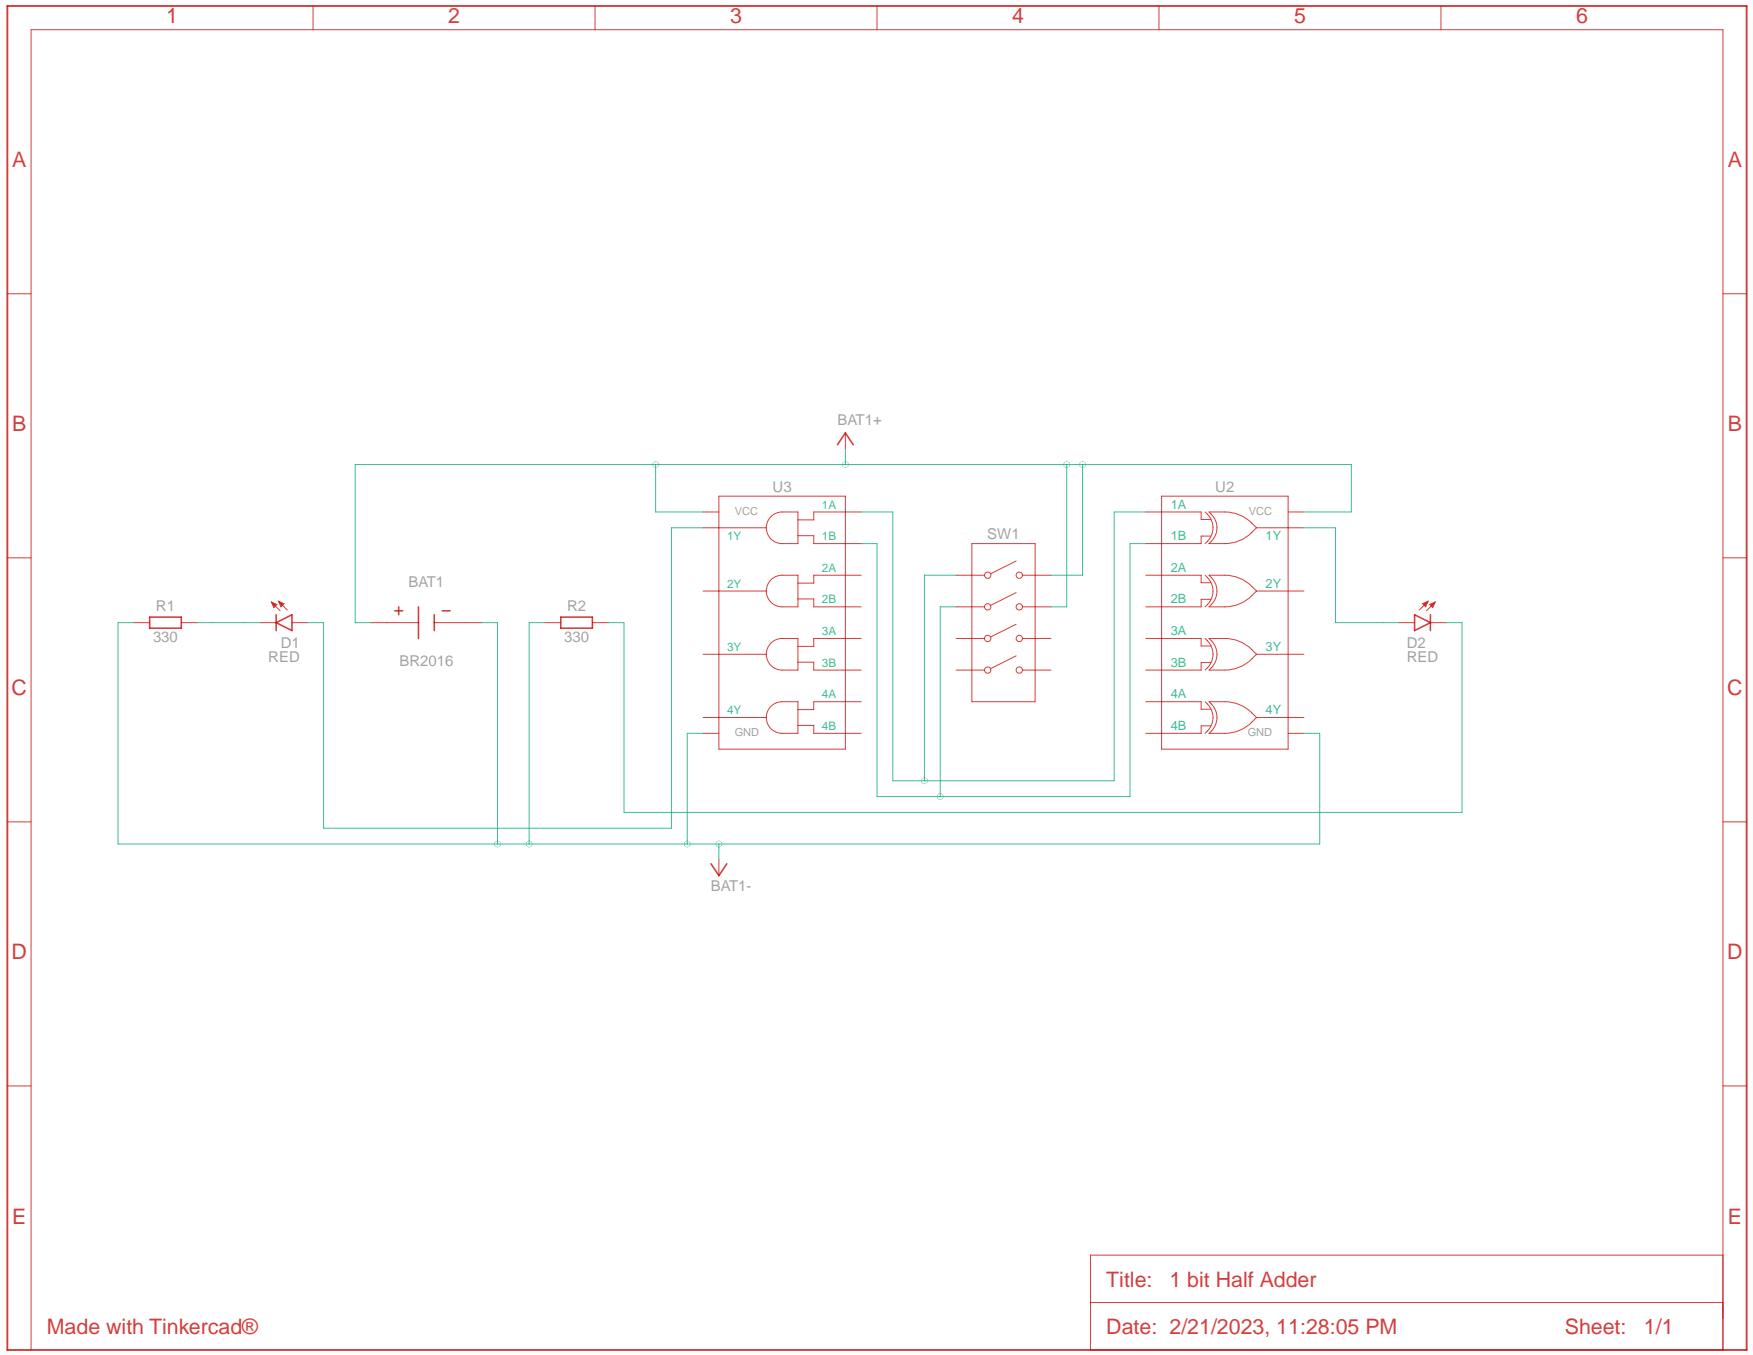 1 2 3 4 5 6
A A
B B
BAT1+
U3 U2
VCC 1A 1A VCC
1Y 1B 1B 1Y
SW1
2A 2A
2Y 2Y
2B 2B
BAT1
+ −
BR2016
R1
330
D1
RED
R2
330
3A 3A
3Y 3Y
3B 3B
D2
RED
C C
4A 4A
4Y 4Y
4B 4B
GND GND
BAT1-
D D
E E
Title: 1 bit Half Adder
Date: 2/21/2023, 11:28:05 PM Sheet: 1/1
Made with Tinkercad®